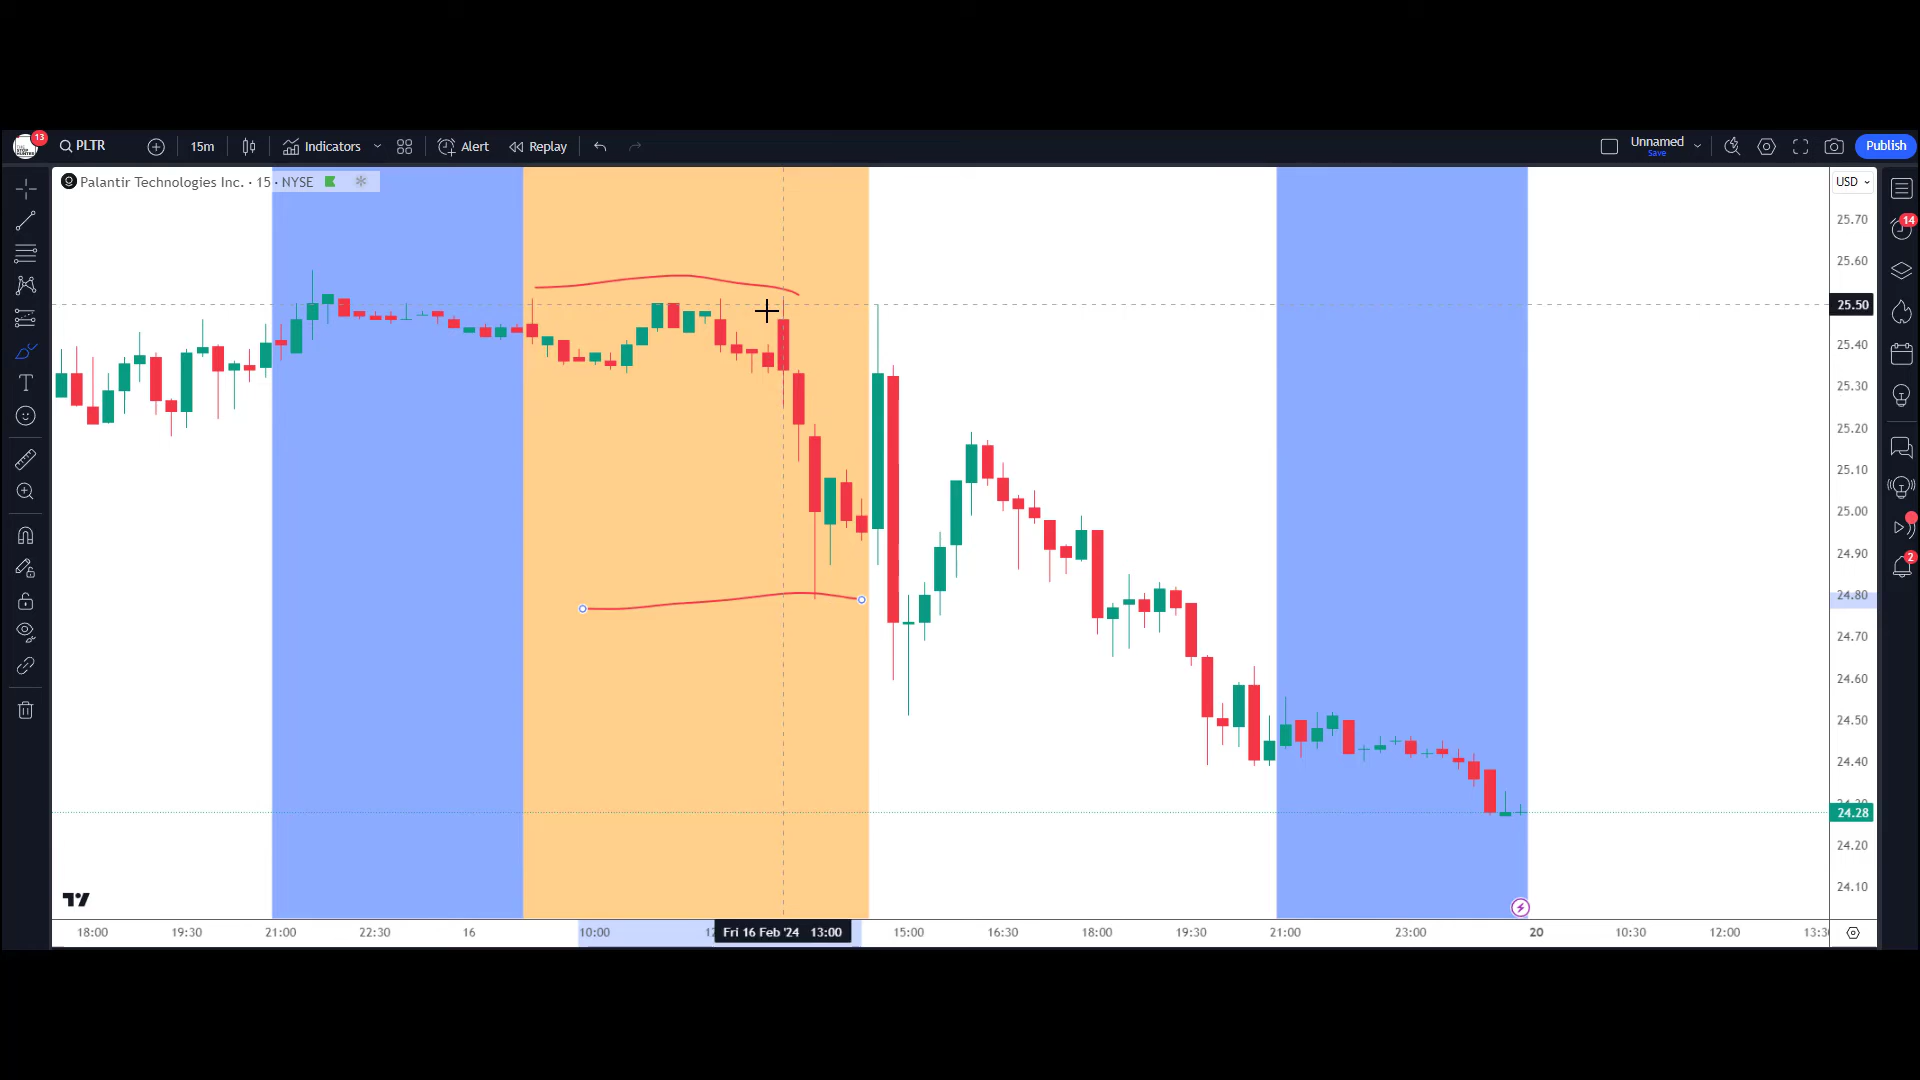 13
PLTR
15m
Indicators
Alert
Replay
Unnamed
Save
Publish
Palantir Technologies Inc. · 15 · NYSE
USD
25.70
25.60
25.50
25.40
25.30
25.20
25.10
25.00
24.90
24.80
24.70
24.60
24.50
24.40
24.28
24.20
24.10
14
2
18:00 19:30 21:00 22:30 16 10:00 Fri 16 Feb '24 13:00 15:00 16:30 18:00 19:30 21:00 23:00 20 10:30 12:00